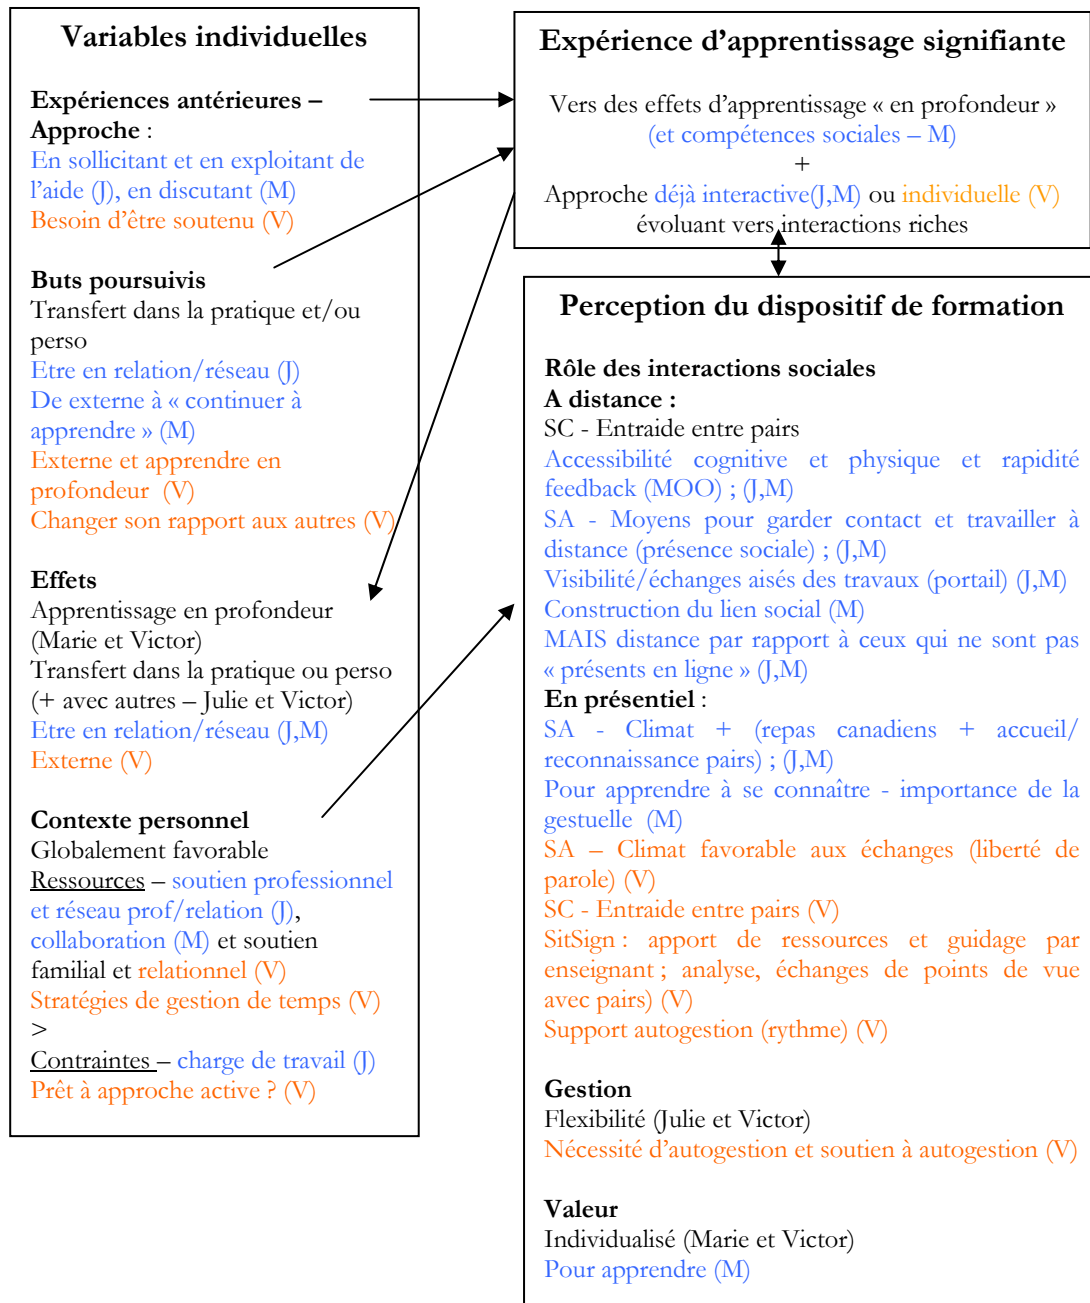 Variables individuelles
Expériences antérieures –
Approche :
En sollicitant et en exploitant de
l'aide (J), en discutant (M)
Besoin d'être soutenu (V)
Buts poursuivis
Transfert dans la pratique et/ou
perso
Etre en relation/réseau (J)
De externe à « continuer à
apprendre » (M)
Externe et apprendre en
profondeur (V)
Changer son rapport aux autres (V)
Effets
Apprentissage en profondeur
(Marie et Victor)
Transfert dans la pratique ou perso
(+ avec autres – Julie et Victor)
Etre en relation/réseau (J,M)
Externe (V)
Contexte personnel
Globalement favorable
Ressources – soutien professionnel
et réseau prof/relation (J),
collaboration (M) et soutien
familial et relationnel (V)
Stratégies de gestion de temps (V)
>
Contraintes – charge de travail (J)
Prêt à approche active ? (V)
Expérience d'apprentissage signifiante
Vers des effets d'apprentissage « en profondeur »
(et compétences sociales – M)
+
Approche déjà interactive(J,M) ou individuelle (V)
évoluant vers interactions riches
Perception du dispositif de formation
Rôle des interactions sociales
A distance :
SC - Entraide entre pairs
Accessibilité cognitive et physique et rapidité
feedback (MOO) ; (J,M)
SA - Moyens pour garder contact et travailler à
distance (présence sociale) ; (J,M)
Visibilité/échanges aisés des travaux (portail) (J,M)
Construction du lien social (M)
MAIS distance par rapport à ceux qui ne sont pas
« présents en ligne » (J,M)
En présentiel :
SA - Climat + (repas canadiens + accueil/
reconnaissance pairs) ; (J,M)
Pour apprendre à se connaître - importance de la
gestuelle (M)
SA – Climat favorable aux échanges (liberté de
parole) (V)
SC - Entraide entre pairs (V)
SitSign : apport de ressources et guidage par
enseignant ; analyse, échanges de points de vue
avec pairs) (V)
Support autogestion (rythme) (V)
Gestion
Flexibilité (Julie et Victor)
Nécessité d'autogestion et soutien à autogestion (V)
Valeur
Individualisé (Marie et Victor)
Pour apprendre (M)